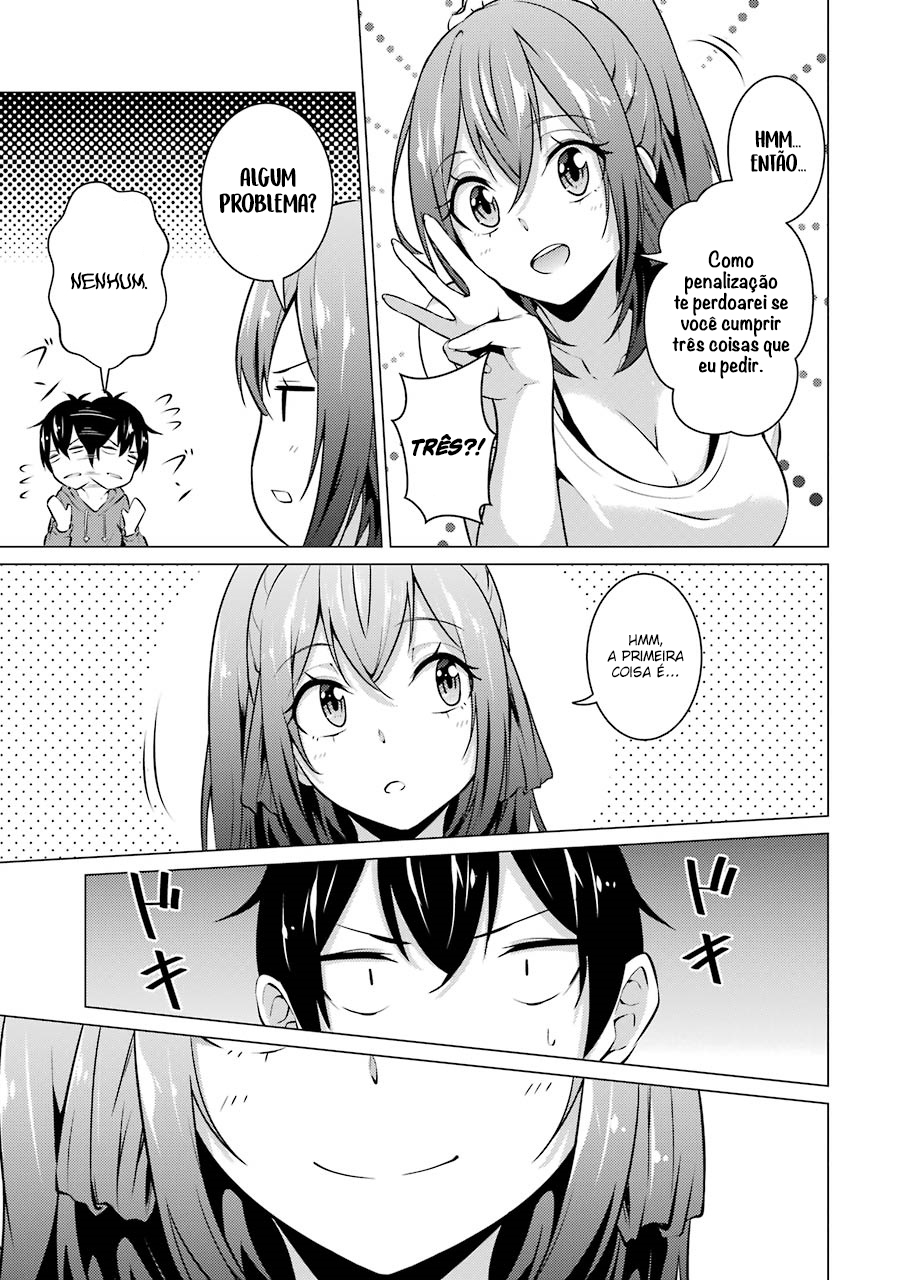 HMM...
ENTÃO...
Como
penalização
te perdoarei se
você cumprir
três coisas que
eu pedir.
TRÊS?!
ALGUM
PROBLEMA?
NENHUM.
HMM,
A PRIMEIRA
COISA É...
ドキ
ドキ